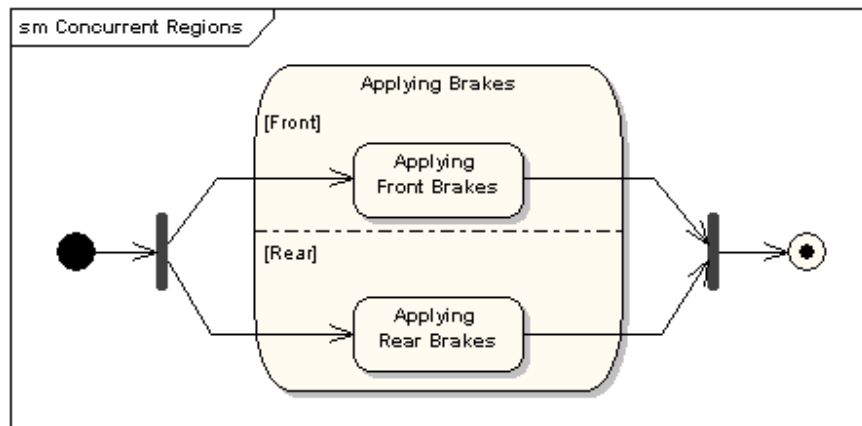 sm Concurrent Regions
Applying Brakes
[Front]
Applying
Front Brakes
[Rear]
Applying
Rear Brakes